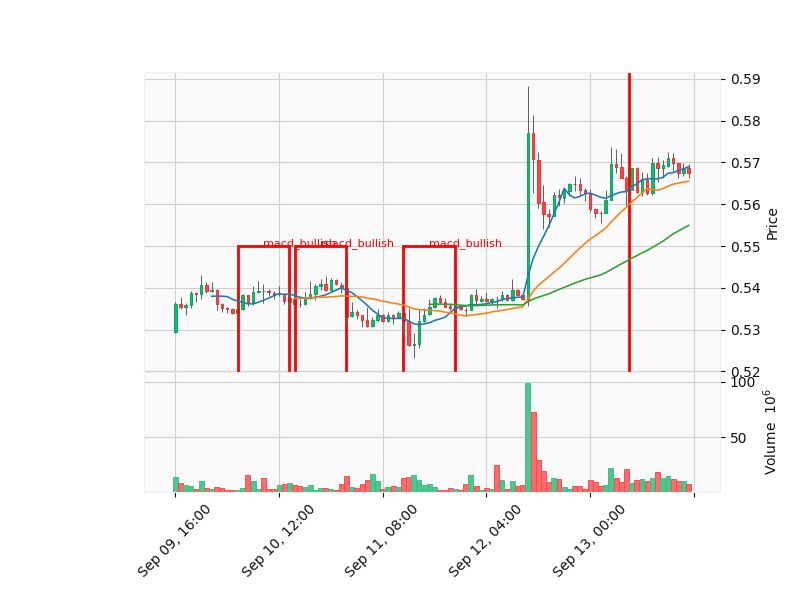 0.59
0.58
0.57
0.56
0.55
0.54
0.53
0.52
Price
macd_bullish
macd_bullish
macd_bullish
100
50
Volume 10^6
Sep 09, 16:00
Sep 10, 12:00
Sep 11, 08:00
Sep 12, 04:00
Sep 13, 00:00